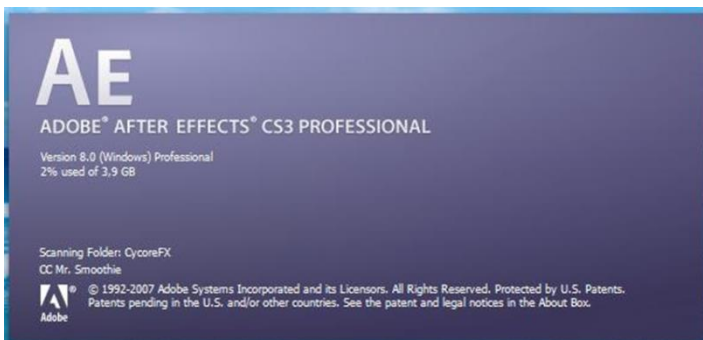 AE
ADOBE® AFTER EFFECTS® CS3 PROFESSIONAL
Version 8.0 (Windows) Professional
2% used of 3,9 GB
Scanning Folder: CycoreFX
CC Mr. Smoothie
® © 1992-2007 Adobe Systems Incorporated and its Licensors. All Rights Reserved. Protected by U.S. Patents.
Patents pending in the U.S. and/or other countries. See the patent and legal notices in the About Box.
Adobe